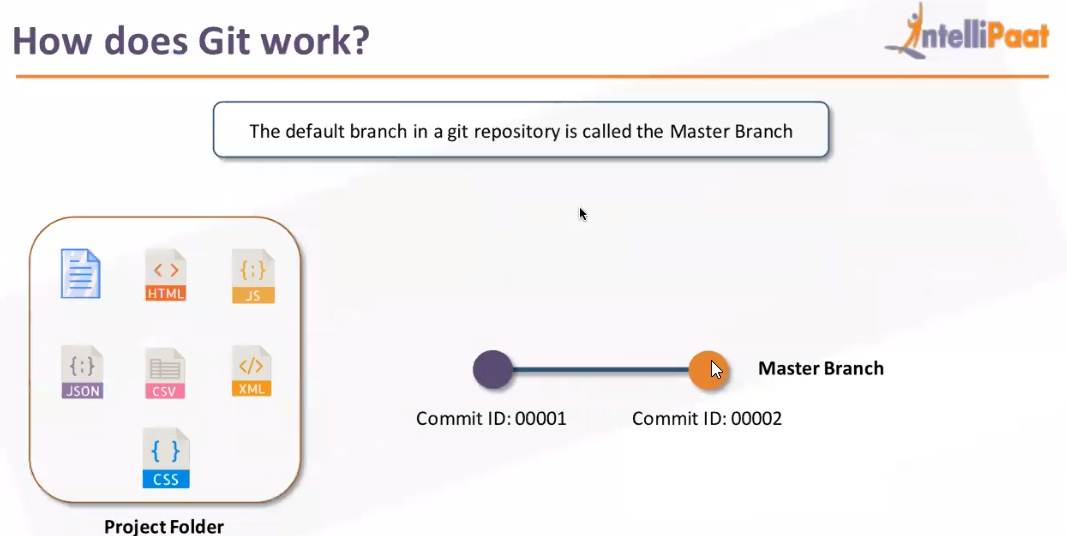 How does Git work?
IntelliPaat
The default branch in a git repository is called the Master Branch
< >
HTML
{;}
JS
{;}
JSON
CSV
</>
XML
{ }
CSS
Project Folder
Master Branch
Commit ID: 00001
Commit ID: 00002